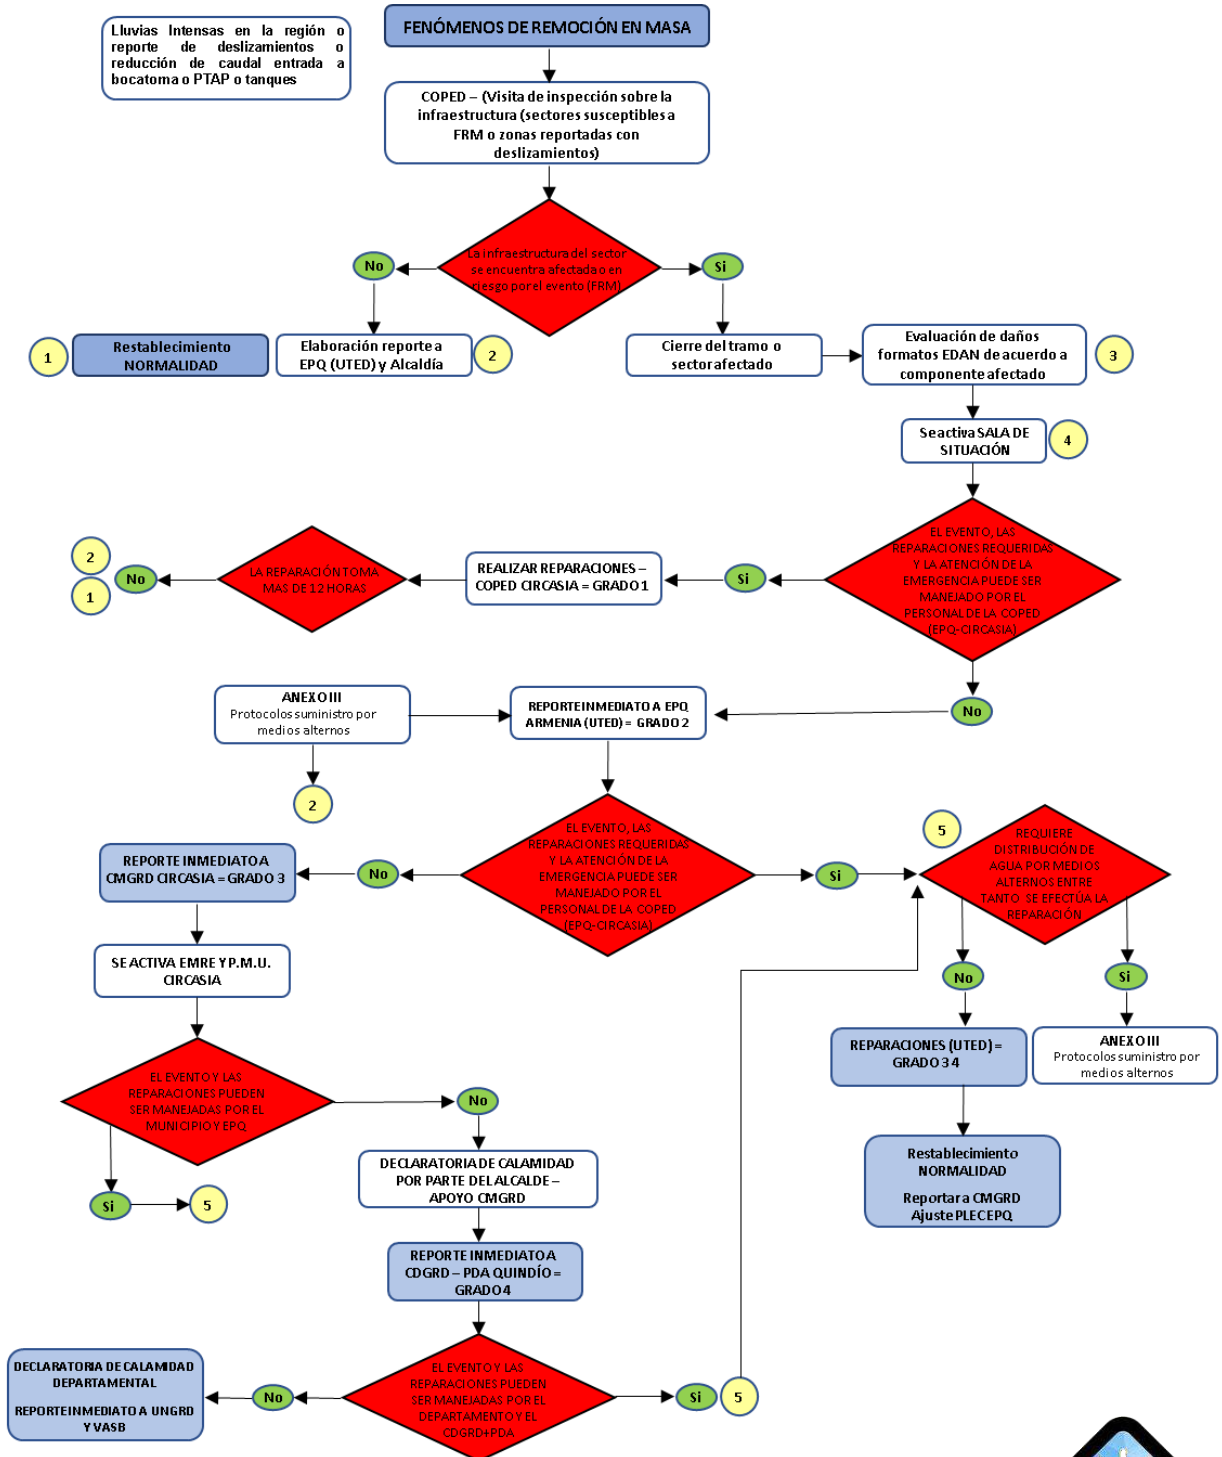 Lluvias Intensas en la región o
reporte de deslizamientos o
reducción de caudal entrada a
bocatoma o PTAP o tanques
FENÓMENOS DE REMOCIÓN EN MASA
COPED – (Visita de inspección sobre la
infraestructura (sectores susceptibles a
FRM o zonas reportadas con
deslizamientos)
La infraestructura del sector
se encuentra afectada o en
riesgo por el evento (FRM)
No
Si
1
Restablecimiento
NORMALIDAD
Elaboración reporte a
EPQ (UTED) y Alcaldía
2
Cierre del tramo o
sector afectado
Evaluación de daños
formatos EDAN de acuerdo a
componente afectado
3
Se activa SALA DE
SITUACIÓN
4
EL EVENTO, LAS
REPARACIONES REQUERIDAS
Y LA ATENCIÓN DE LA
EMERGENCIA PUEDE SER
MANEJADO POR EL
PERSONAL DE LA COPED
(EPQ-CIRCASIA)
Si
REALIZAR REPARACIONES –
COPED CIRCASIA = GRADO 1
LA REPARACIÓN TOMA
MAS DE 12 HORAS
No
2
1
No
ANEXO III
Protocolos suministro por
medios alternos
REPORTE INMEDIATO A EPQ
ARMENIA (UTED) = GRADO 2
2
EL EVENTO, LAS
REPARACIONES REQUERIDAS
Y LA ATENCIÓN DE LA
EMERGENCIA PUEDE SER
MANEJADO POR EL
PERSONAL DE LA COPED
(EPQ-CIRCASIA)
No
Si
5
REQUIERE
DISTRIBUCIÓN DE
AGUA POR MEDIOS
ALTERNOS ENTRE
TANTO SE EFECTÚA LA
REPARACIÓN
REPORTE INMEDIATO A
CMGRD CIRCASIA = GRADO 3
SE ACTIVA EMRE Y P.M.U.
CIRCASIA
No
Si
REPARACIONES (UTED) =
GRADO 3 4
ANEXO III
Protocolos suministro por
medios alternos
EL EVENTO Y LAS
REPARACIONES PUEDEN
SER MANEJADAS POR EL
MUNICIPIO Y EPQ
No
Si
5
DECLARATORIA DE CALAMIDAD
POR PARTE DEL ALCALDE –
APOYO CMGRD
Restablecimiento
NORMALIDAD
Reportar a CMGRD
Ajuste PLEC EPQ
REPORTE INMEDIATO A
CDGRD – PDA QUINDÍO =
GRADO 4
EL EVENTO Y LAS
REPARACIONES PUEDEN
SER MANEJADAS POR EL
DEPARTAMENTO Y EL
CDGRD+PDA
No
Si
5
DECLARATORIA DE CALAMIDAD
DEPARTAMENTAL
REPORTE INMEDIATO A UNGRD
Y VASB